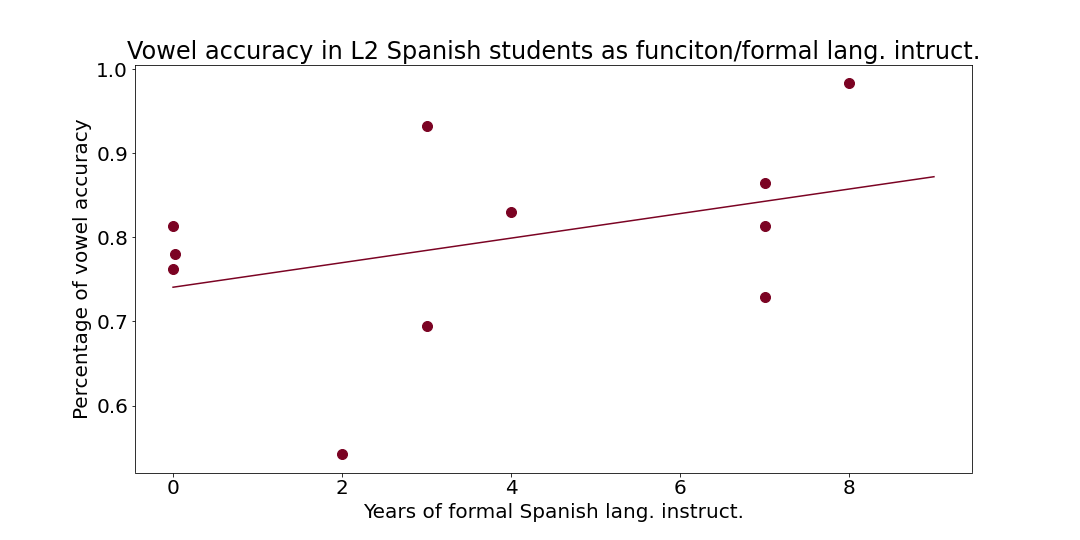 Vowel accuracy in L2 Spanish students as funciton/formal lang. intruct.
Percentage of vowel accuracy
1.0
0.9
0.8
0.7
0.6
0 2 4 6 8
Years of formal Spanish lang. instruct.